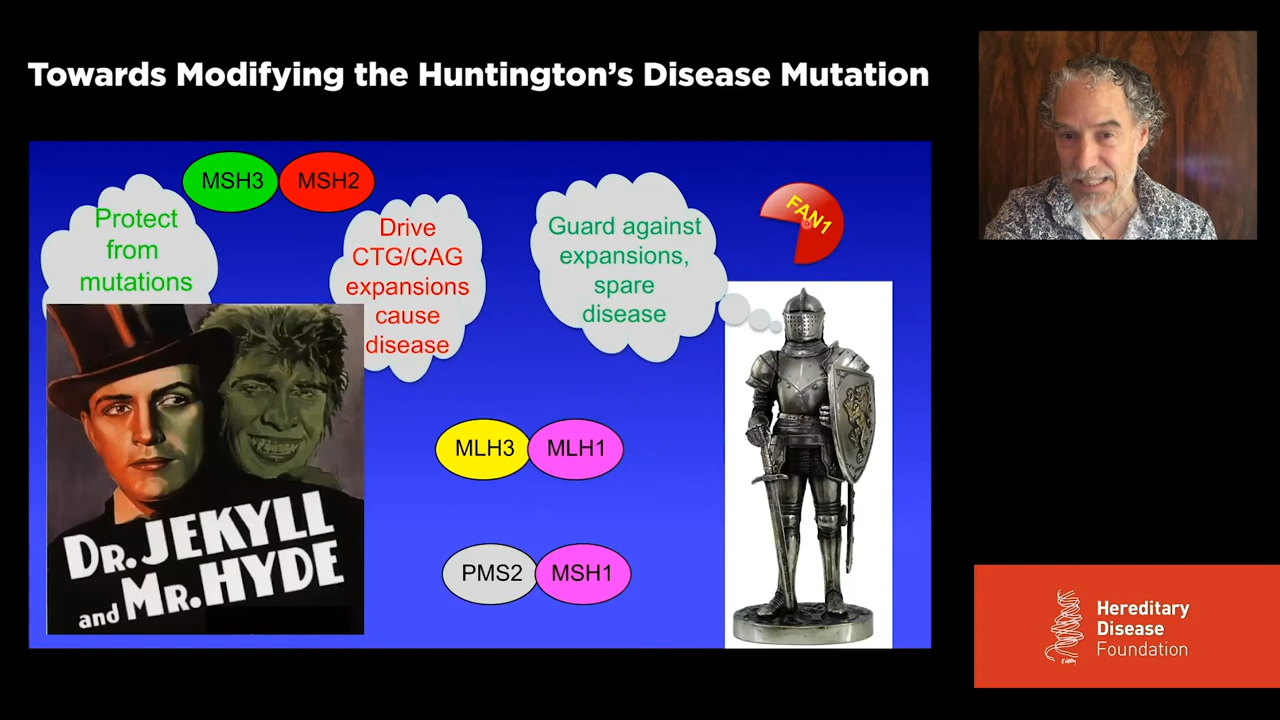 Towards Modifying the Huntington's Disease Mutation
MSH3
MSH2
Protect
from
mutations
Drive
CTG/CAG
expansions
cause
disease
Guard against
expansions,
spare
disease
FAN1
MLH3
MLH1
PMS2
MSH1
DR. JEKYLL
and MR. HYDE
Hereditary
Disease
Foundation